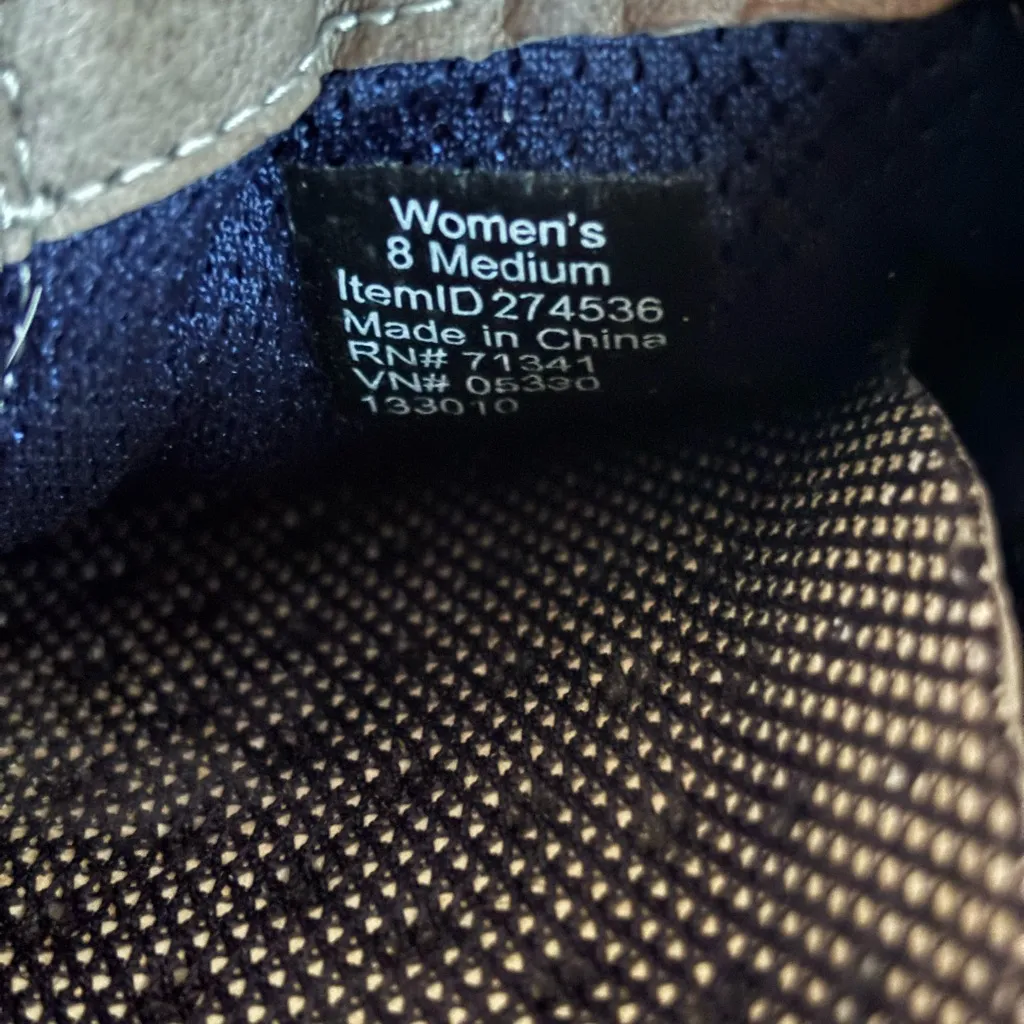 Women's
8 Medium
ItemID 274536
Made in China
RN# 71341
VN# 05330
133010